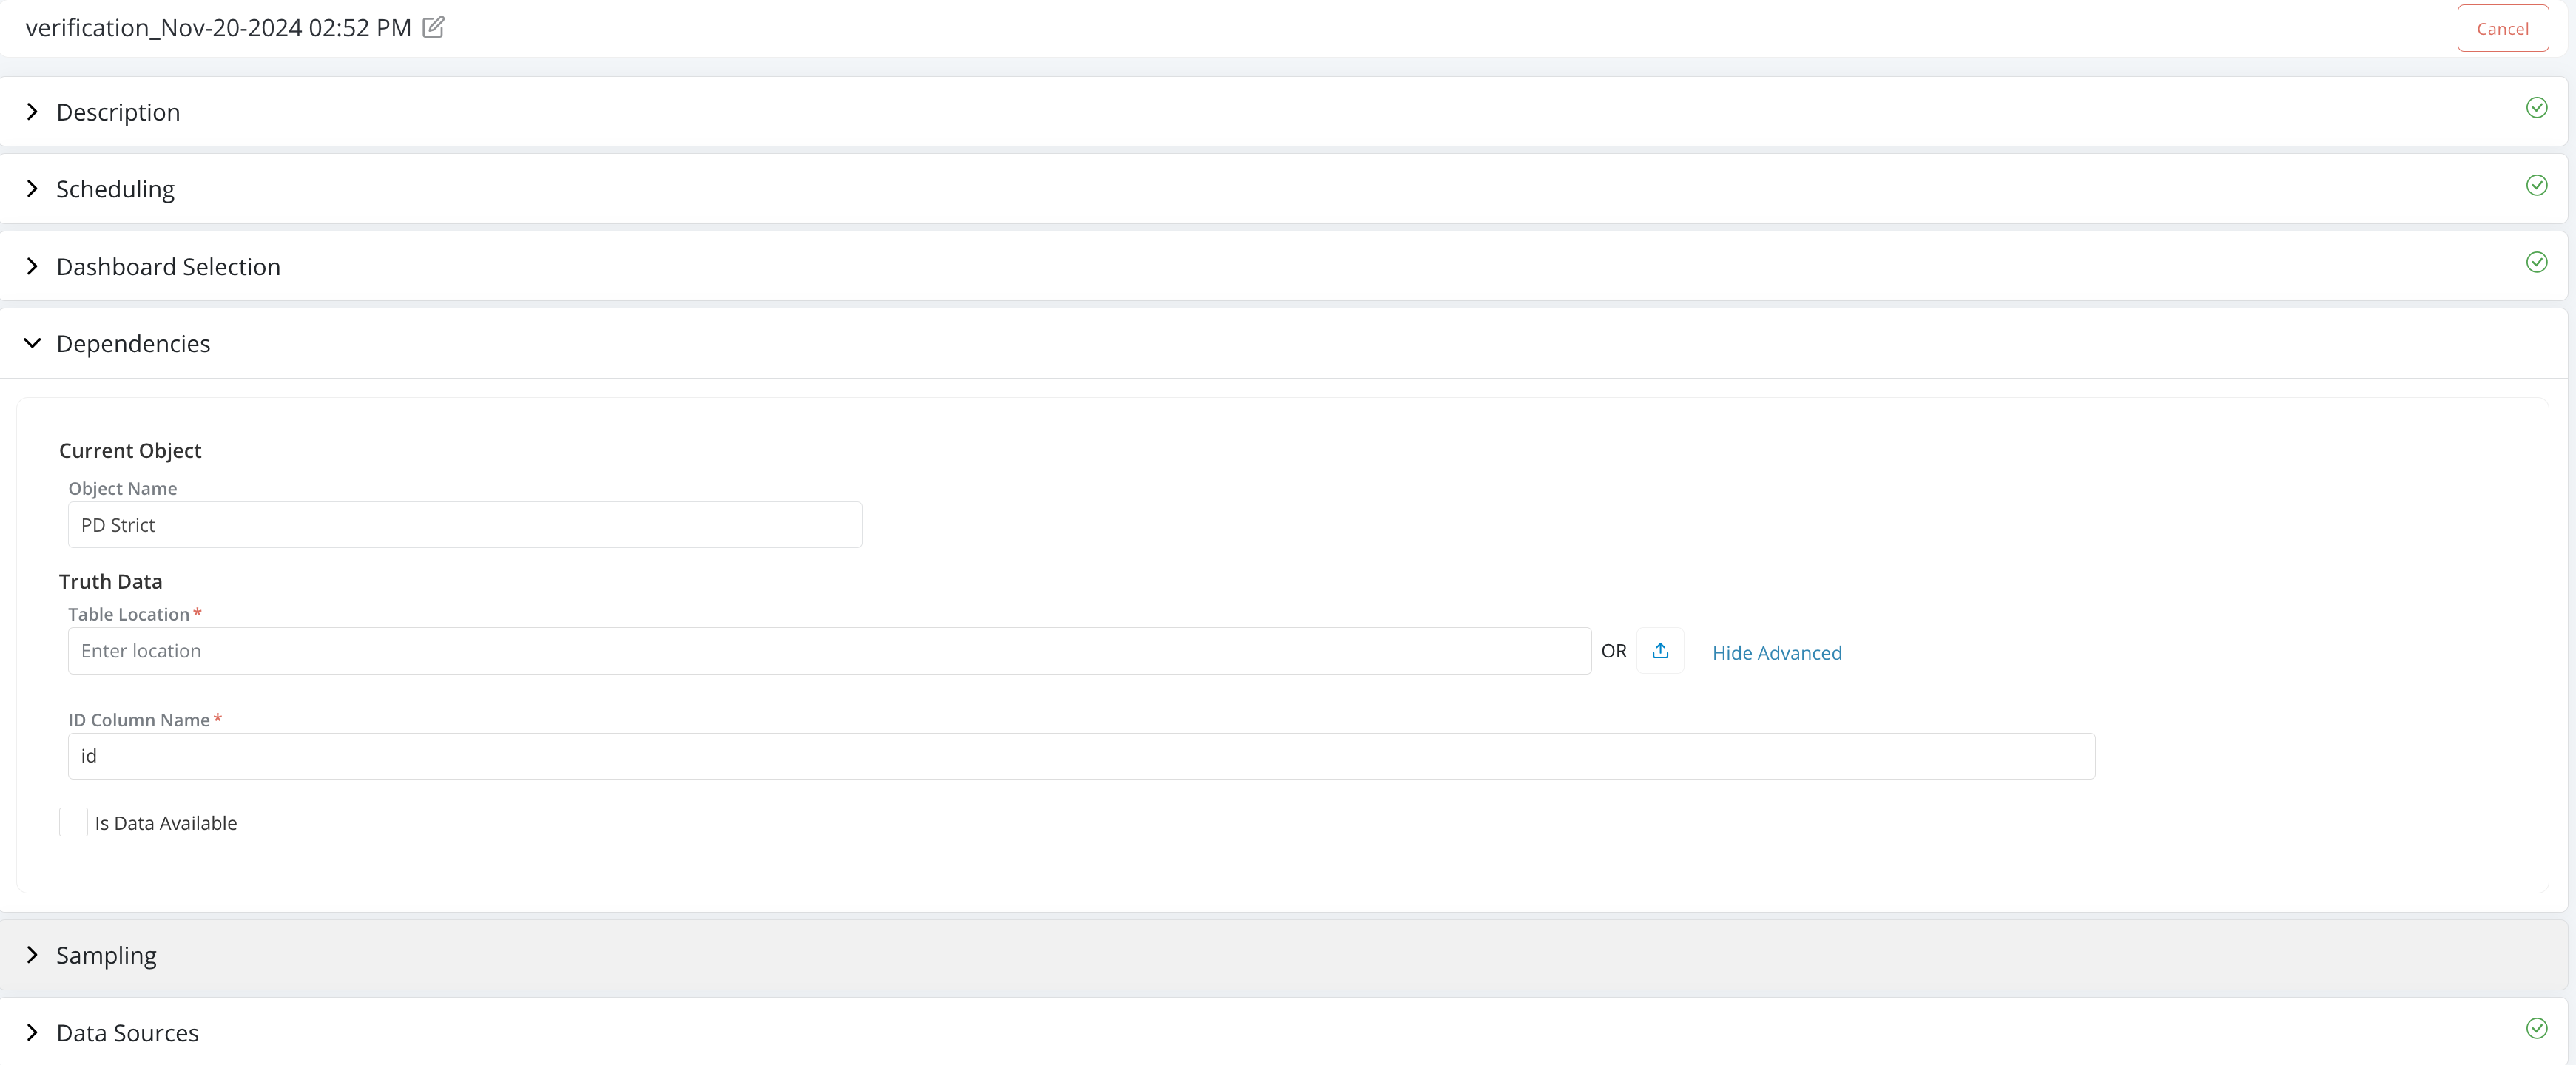 verification_Nov-20-2024 02:52 PM
Cancel
Description
Scheduling
Dashboard Selection
Dependencies
Current Object
Object Name
PD Strict
Truth Data
Table Location *
Enter location OR Hide Advanced
ID Column Name *
id
Is Data Available
Sampling
Data Sources